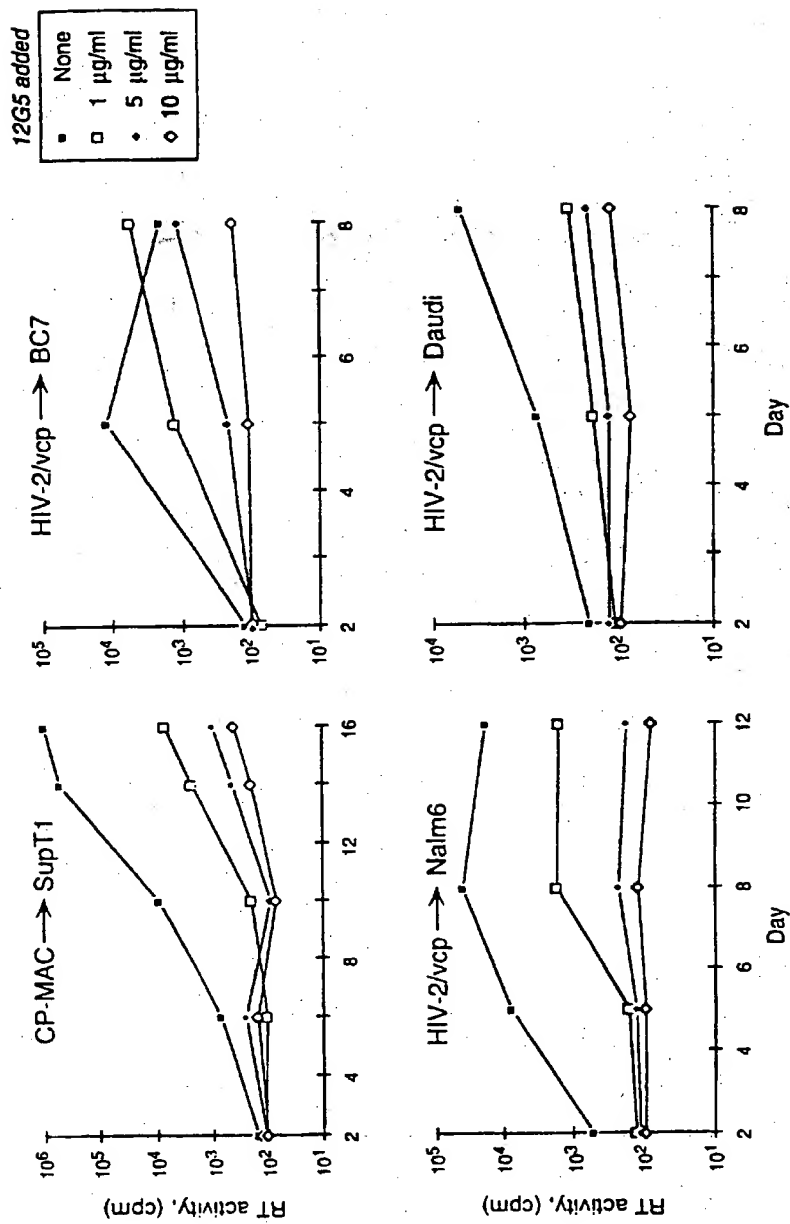 12G5 added
None
1 µg/ml
5 µg/ml
10 µg/ml
CP-MAC → SupT1
RT activity, (cpm)
10⁶
10⁵
10⁴
10³
10²
10¹
2 4 8 12 16
HIV-2/vcp → BC7
10⁵
10⁴
10³
10²
10¹
2 4 6 8
HIV-2/vcp → Nalm6
RT activity, (cpm)
10⁵
10⁴
10³
10²
10¹
2 4 6 8 10 12
Day
HIV-2/vcp → Daudi
10⁴
10³
10²
10¹
2 4 6 8
Day